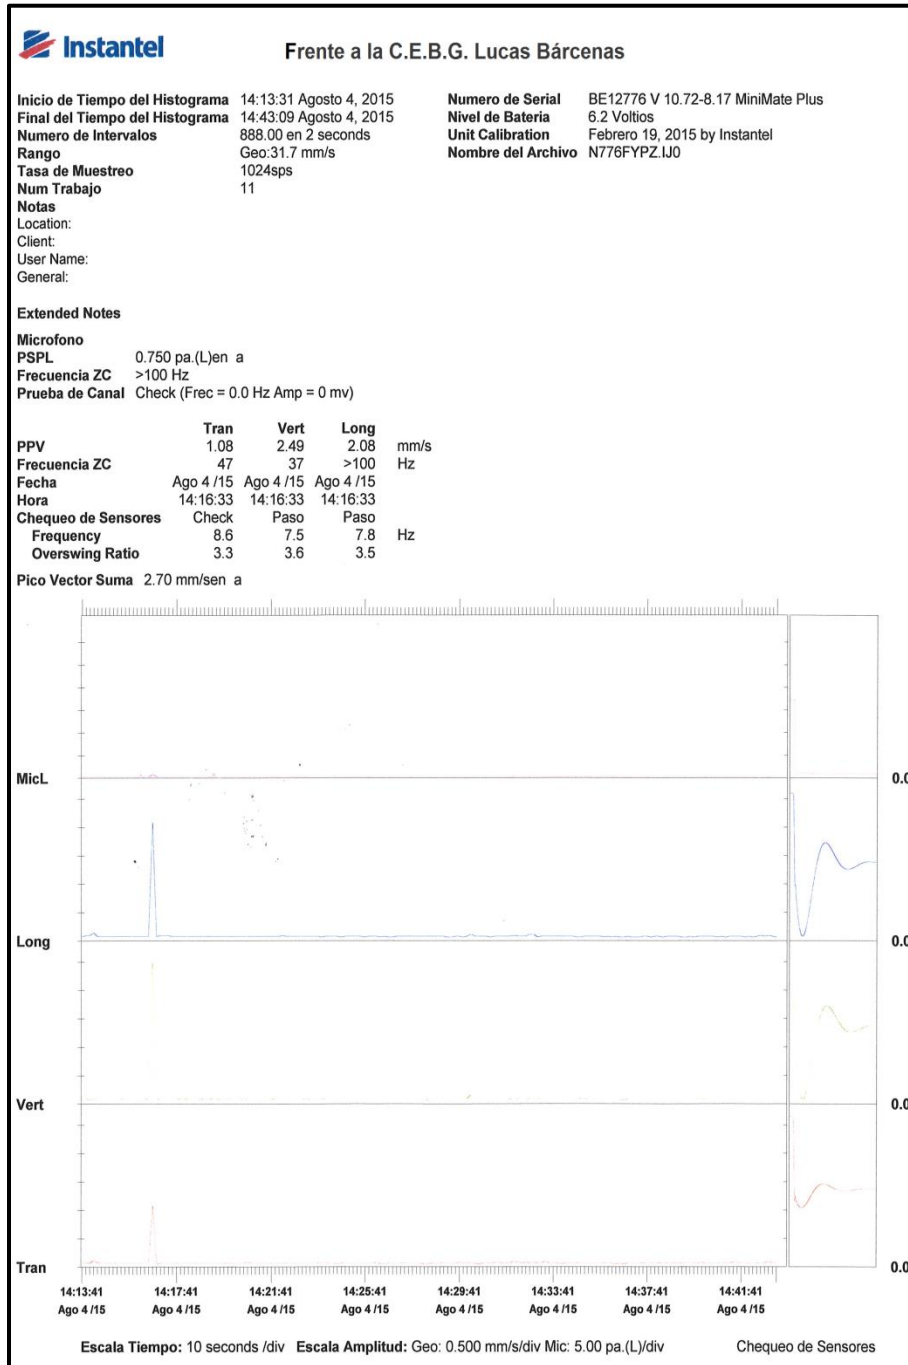 Instantel
Frente a la C.E.B.G. Lucas Bárcenas
Inicio de Tiempo del Histograma 14:13:31 Agosto 4, 2015
Final del Tiempo del Histograma 14:43:09 Agosto 4, 2015
Numero de Intervalos 888.00 en 2 seconds
Rango Geo:31.7 mm/s
Tasa de Muestreo 1024sps
Num Trabajo 11
Notas
Location:
Client:
User Name:
General:
Numero de Serial BE12776 V 10.72-8.17 MiniMate Plus
Nivel de Bateria 6.2 Voltios
Unit Calibration Febrero 19, 2015 by Instantel
Nombre del Archivo N776FYPZ.IJ0
Extended Notes
Microfono
PSPL 0.750 pa.(L)en a
Frecuencia ZC >100 Hz
Prueba de Canal Check (Frec = 0.0 Hz Amp = 0 mv)
Tran Vert Long
PPV 1.08 2.49 2.08 mm/s
Frecuencia ZC 47 37 >100 Hz
Fecha Ago 4 /15 Ago 4 /15 Ago 4 /15
Hora 14:16:33 14:16:33 14:16:33
Chequeo de Sensores Check Paso Paso
Frequency 8.6 7.5 7.8 Hz
Overswing Ratio 3.3 3.6 3.5
Pico Vector Suma 2.70 mm/sen a
MicL 0.0
Long 0.0
Vert 0.0
Tran 0.0
14:13:41 14:17:41 14:21:41 14:25:41 14:29:41 14:33:41 14:37:41 14:41:41
Ago 4 /15 Ago 4 /15 Ago 4 /15 Ago 4 /15 Ago 4 /15 Ago 4 /15 Ago 4 /15 Ago 4 /15
Escala Tiempo: 10 seconds /div Escala Amplitud: Geo: 0.500 mm/s/div Mic: 5.00 pa.(L)/div Chequeo de Sensores